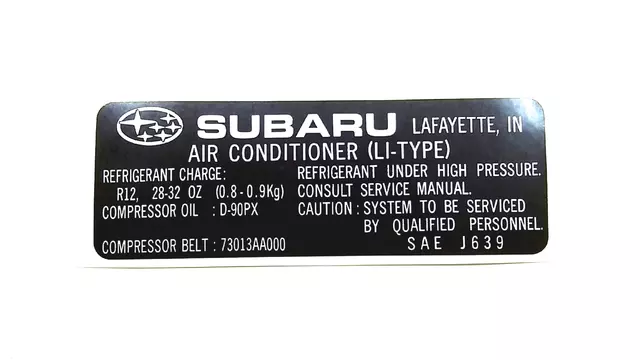 SUBARU LAFAYETTE, IN
AIR CONDITIONER (LI-TYPE)
REFRIGERANT CHARGE:
R12, 28-32 OZ (0.8-0.9Kg)
COMPRESSOR OIL : D-90PX
COMPRESSOR BELT : 73013AA000
REFRIGERANT UNDER HIGH PRESSURE.
CONSULT SERVICE MANUAL.
CAUTION : SYSTEM TO BE SERVICED
BY QUALIFIED PERSONNEL.
SAE J639